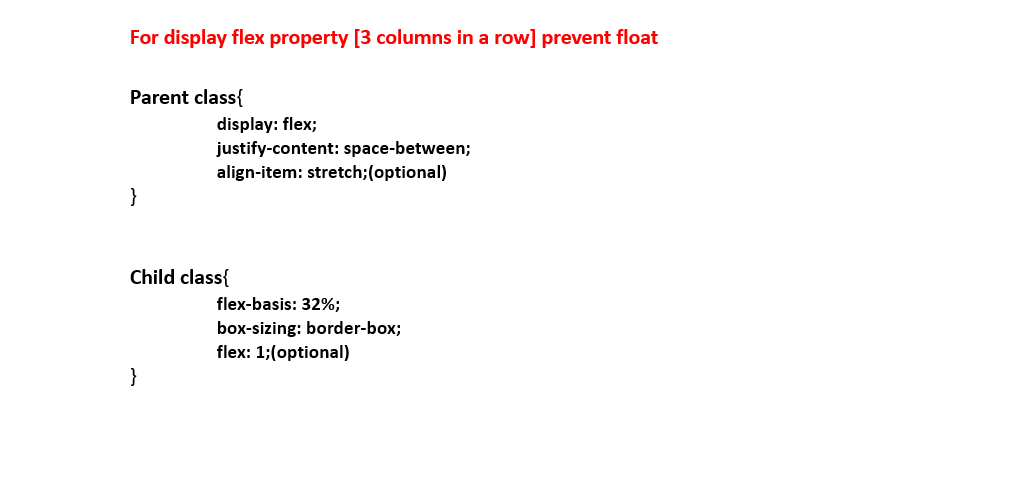 For display flex property [3 columns in a row] prevent float
Parent class{
display: flex;
justify-content: space-between;
align-item: stretch;(optional)
}
Child class{
flex-basis: 32%;
box-sizing: border-box;
flex: 1;(optional)
}